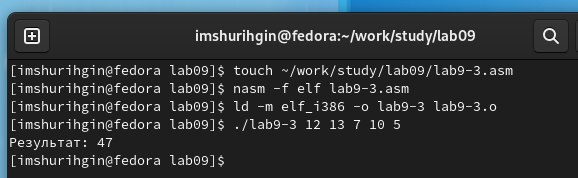 imshurihgin@fedora:~/work/study/lab09
[imshurihgin@fedora lab09]$ touch ~/work/study/lab09/lab9-3.asm
[imshurihgin@fedora lab09]$ nasm -f elf lab9-3.asm
[imshurihgin@fedora lab09]$ ld -m elf_i386 -o lab9-3 lab9-3.o
[imshurihgin@fedora lab09]$ ./lab9-3 12 13 7 10 5
Результат: 47
[imshurihgin@fedora lab09]$